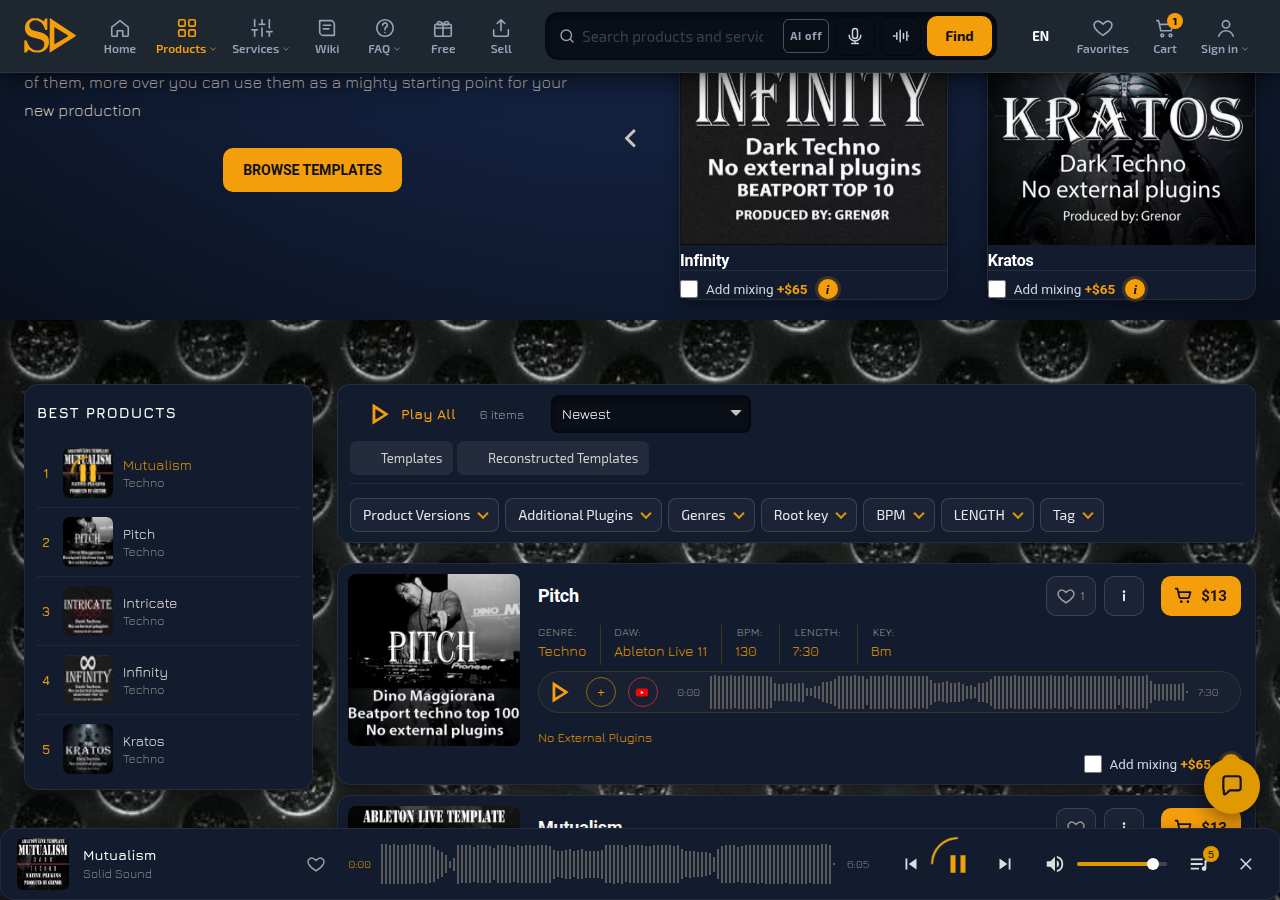 Home
Products
Services
Wiki
FAQ
Free
Sell
Search products and servic
AI off
Find
EN
Favorites
1
Cart
Sign in
of them, more over you can use them as a mighty starting point for your
new production
BROWSE TEMPLATES
INFINITY
Dark Techno
No external plugins
BEATPORT TOP 10
PRODUCED BY: GRENØR
Infinity
Add mixing +$65
i
KRATOS
Dark Techno
No external plugins
Produced by: Grenor
Kratos
Add mixing +$65
i
BEST PRODUCTS
1
Mutualism
Techno
2
Pitch
Techno
3
Intricate
Techno
4
Infinity
Techno
5
Kratos
Techno
Play All
6 items
Newest
Templates
Reconstructed Templates
Product Versions
Additional Plugins
Genres
Root key
BPM
LENGTH
Tag
PITCH
Pioneer
Dino Maggiorana
Beatport techno top 100
No external plugins
Pitch
1
i
$13
GENRE:
Techno
DAW:
Ableton Live 11
BPM:
130
LENGTH:
7:30
KEY:
Bm
+
0:00
7:30
No External Plugins
Add mixing +$65
ABLETON LIVE TEMPLATE
Mutualism
i
$13
MUTUALISM
Mutualism
Solid Sound
0:00
6:05
5